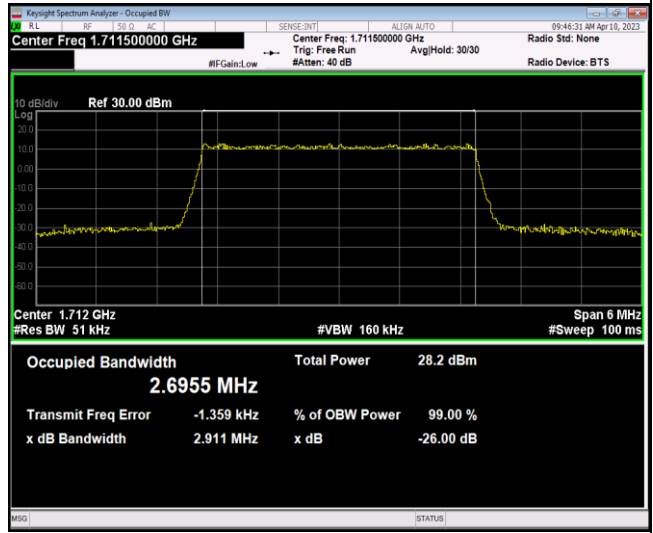 Keysight Spectrum Analyzer - Occupied BW
RL RF 50 Ω AC SENSE:INT ALIGN AUTO 09:46:31 AM Apr 10, 2023
Center Freq 1.711500000 GHz Center Freq: 1.711500000 GHz Radio Std: None
Trig: Free Run Avg|Hold: 30/30
#IFGain:Low #Atten: 40 dB Radio Device: BTS
10 dB/div Ref 30.00 dBm
Log
20.0
10.0
0.00
-10.0
-20.0
-30.0
-40.0
-50.0
-60.0
Center 1.712 GHz Span 6 MHz
#Res BW 51 kHz #VBW 160 kHz #Sweep 100 ms
Occupied Bandwidth Total Power 28.2 dBm
2.6955 MHz
Transmit Freq Error -1.359 kHz % of OBW Power 99.00 %
x dB Bandwidth 2.911 MHz x dB -26.00 dB
MSG STATUS